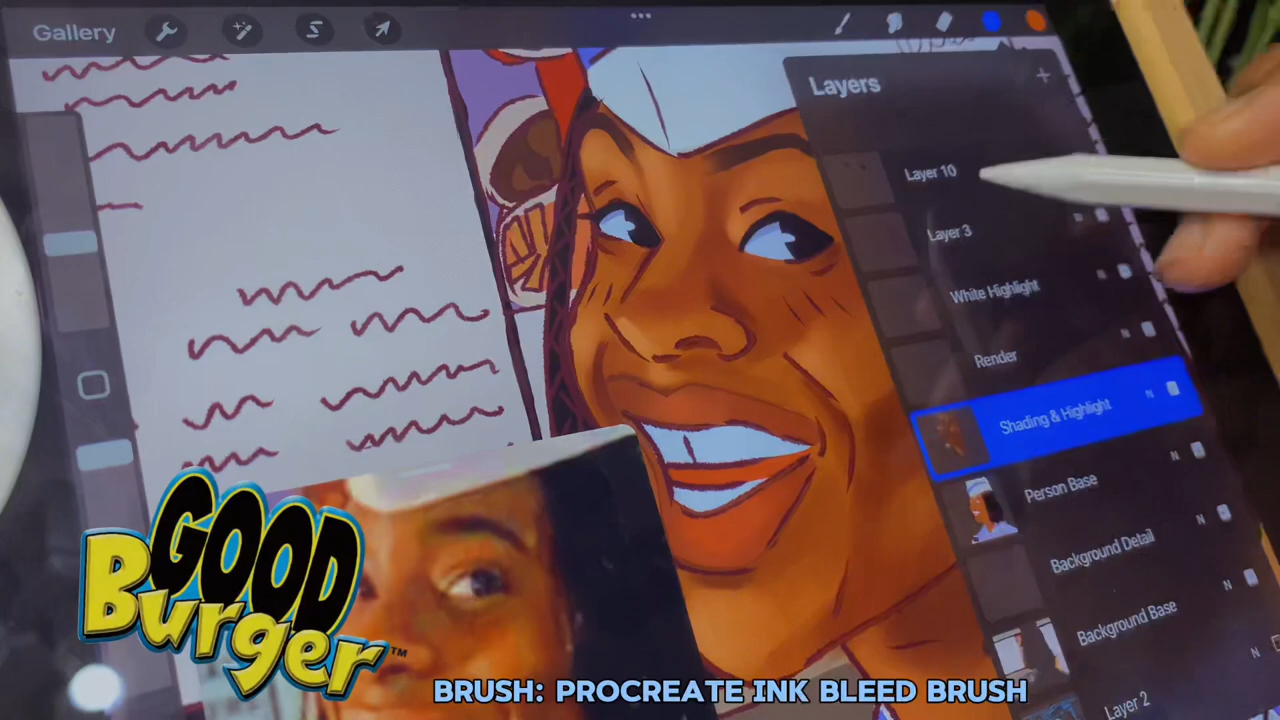 Gallery
Layers
Layer 10
Layer 3
White Highlight
N
Render
N
Shading & Highlight
N
Person Base
N
Background Detail
N
Background Base
N
Layer 2
N
GOOD
Burger™
BRUSH: PROCREATE INK BLEED BRUSH